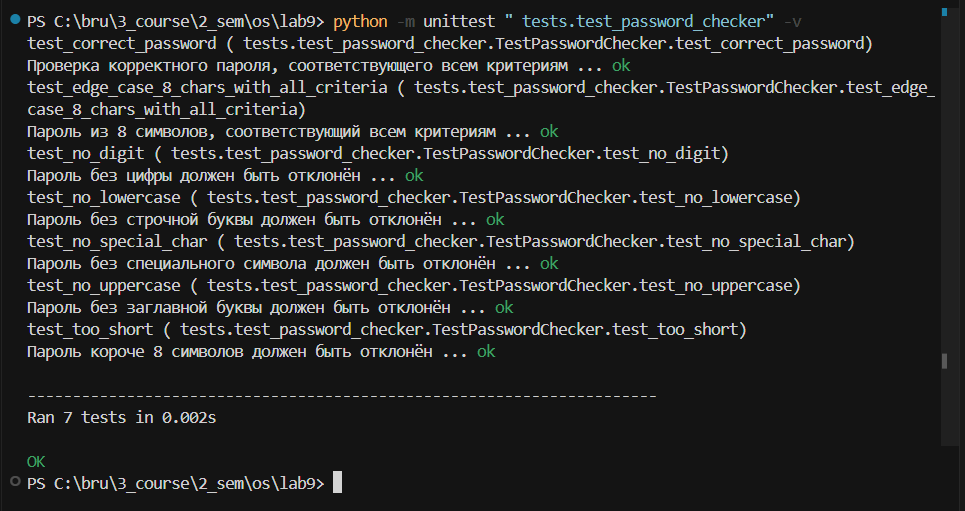 PS C:\bru\3_course\2_sem\os\lab9> python -m unittest " tests.test_password_checker" -v
test_correct_password ( tests.test_password_checker.TestPasswordChecker.test_correct_password)
Проверка корректного пароля, соответствующего всем критериям ... ok
test_edge_case_8_chars_with_all_criteria ( tests.test_password_checker.TestPasswordChecker.test_edge_
case_8_chars_with_all_criteria)
Пароль из 8 символов, соответствующий всем критериям ... ok
test_no_digit ( tests.test_password_checker.TestPasswordChecker.test_no_digit)
Пароль без цифры должен быть отклонён ... ok
test_no_lowercase ( tests.test_password_checker.TestPasswordChecker.test_no_lowercase)
Пароль без строчной буквы должен быть отклонён ... ok
test_no_special_char ( tests.test_password_checker.TestPasswordChecker.test_no_special_char)
Пароль без специального символа должен быть отклонён ... ok
test_no_uppercase ( tests.test_password_checker.TestPasswordChecker.test_no_uppercase)
Пароль без заглавной буквы должен быть отклонён ... ok
test_too_short ( tests.test_password_checker.TestPasswordChecker.test_too_short)
Пароль короче 8 символов должен быть отклонён ... ok
----------------------------------------------------------------------
Ran 7 tests in 0.002s
OK
PS C:\bru\3_course\2_sem\os\lab9>